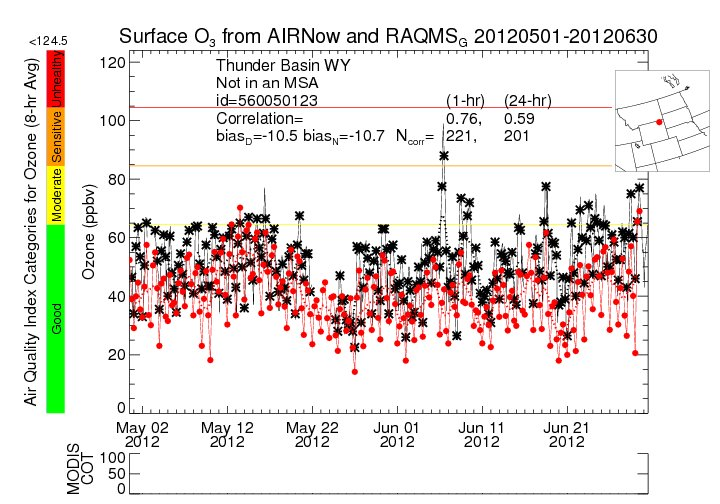 Surface O3 from AIRNow and RAQMSG 20120501-20120630
<124.5
Thunder Basin WY
Not in an MSA
id=560050123 (1-hr) (24-hr)
Correlation= 0.76, 0.59
biasD=-10.5 biasN=-10.7 Ncorr= 221, 201
Air Quality Index Categories for Ozone (8-hr Avg)
Unhealthy
Sensitive
Moderate
Good
Ozone (ppbv)
120
100
80
60
40
20
0
May 02 May 12 May 22 Jun 01 Jun 11 Jun 21
2012 2012 2012 2012 2012 2012
MODIS
COT
100
50
0